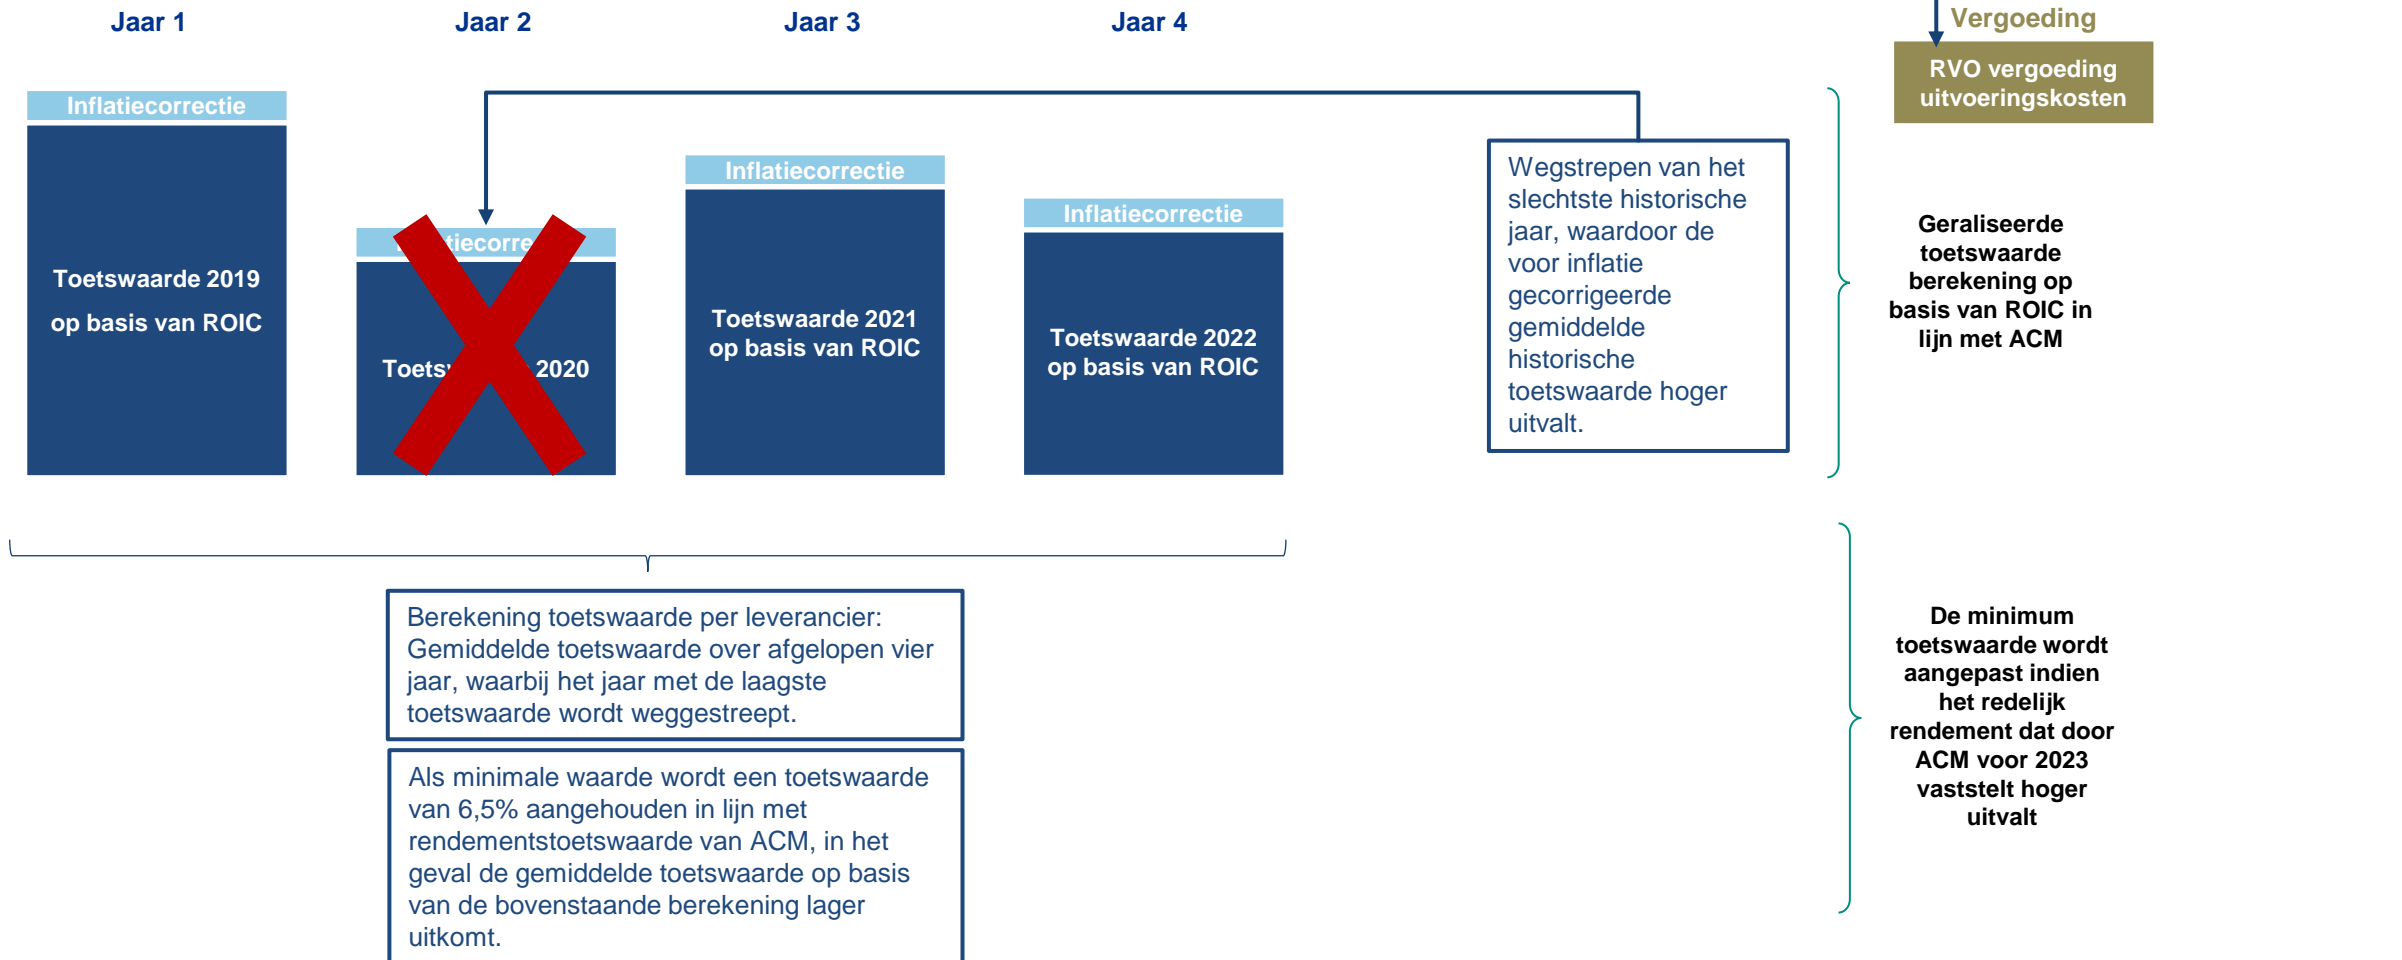 Jaar 1
Jaar 2
Jaar 3
Jaar 4
Vergoeding
RVO vergoeding
uitvoeringskosten
Inflatiecorrectie
Toetswaarde 2019
op basis van ROIC
tiecorre
Toets
2020
Inflatiecorrectie
Toetswaarde 2021
op basis van ROIC
Inflatiecorrectie
Toetswaarde 2022
op basis van ROIC
Wegstrepen van het
slechtste historische
jaar, waardoor de
voor inflatie
gecorrigeerde
gemiddelde
historische
toetswaarde hoger
uitvalt.
Geraliseerde
toetswaarde
berekening op
basis van ROIC in
lijn met ACM
Berekening toetswaarde per leverancier:
Gemiddelde toetswaarde over afgelopen vier
jaar, waarbij het jaar met de laagste
toetswaarde wordt weggestreept.
Als minimale waarde wordt een toetswaarde
van 6,5% aangehouden in lijn met
rendementstoetswaarde van ACM, in het
geval de gemiddelde toetswaarde op basis
van de bovenstaande berekening lager
uitkomt.
De minimum
toetswaarde wordt
aangepast indien
het redelijk
rendement dat door
ACM voor 2023
vaststelt hoger
uitvalt